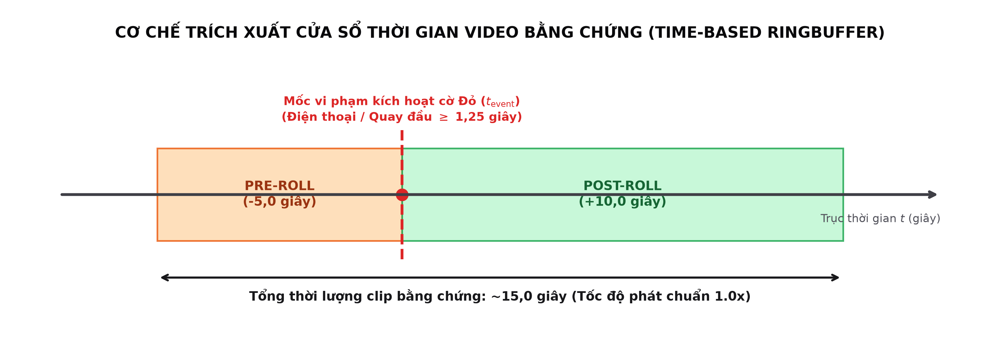 CƠ CHẾ TRÍCH XUẤT CỬA SỔ THỜI GIAN VIDEO BẰNG CHỨNG (TIME-BASED RINGBUFFER)
Mốc vi phạm kích hoạt cờ Đỏ (t_event)
(Điện thoại / Quay đầu ≥ 1,25 giây)
PRE-ROLL
(-5,0 giây)
POST-ROLL
(+10,0 giây)
Trục thời gian t (giây)
Tổng thời lượng clip bằng chứng: ~15,0 giây (Tốc độ phát chuẩn 1.0x)